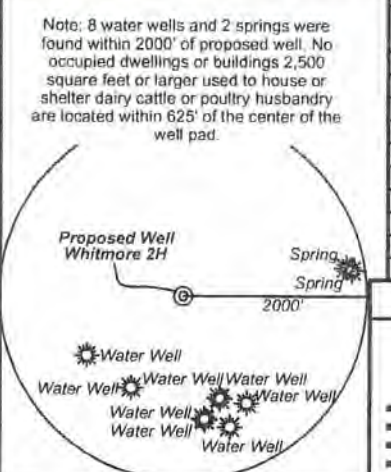 Note: 8 water wells and 2 springs were
found within 2000' of proposed well. No
occupied dwellings or buildings 2,500
square feet or larger used to house or
shelter dairy cattle or poultry husbandry
are located within 625' of the center of the
well pad.
Proposed Well
Whitmore 2H
Spring
Spring
2000'
Water Well
Water Well
Water Well
Water Well
Water Well
Water Well
Water Well
Water Well